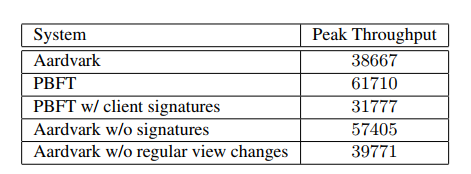 System Peak Throughput
Aardvark 38667
PBFT 61710
PBFT w/ client signatures 31777
Aardvark w/o signatures 57405
Aardvark w/o regular view changes 39771